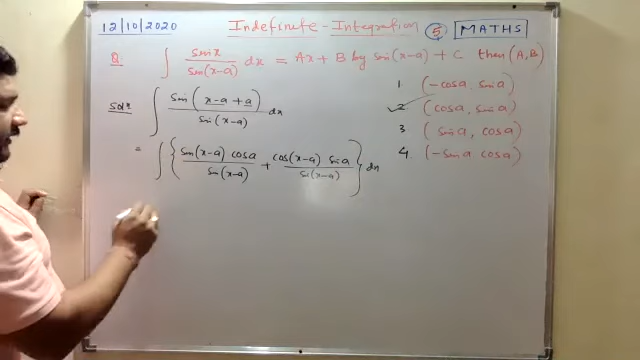 12/10/2020 Indefinite-Integration 5 MATHS
Q ∫ sinx / sin(x-a) dx = Ax + B log sin(x-a) + C then (A, B)
1 (-cosa, sina)
2 (cosa, sina)
3 (sina, cosa)
4. (-sina cosa)
Solⁿ ∫ sin(x-a+a) / sin(x-a) dx
= ∫ { sin(x-a) cosa / sin(x-a) + cos(x-a) sina / sin(x-a) } dx